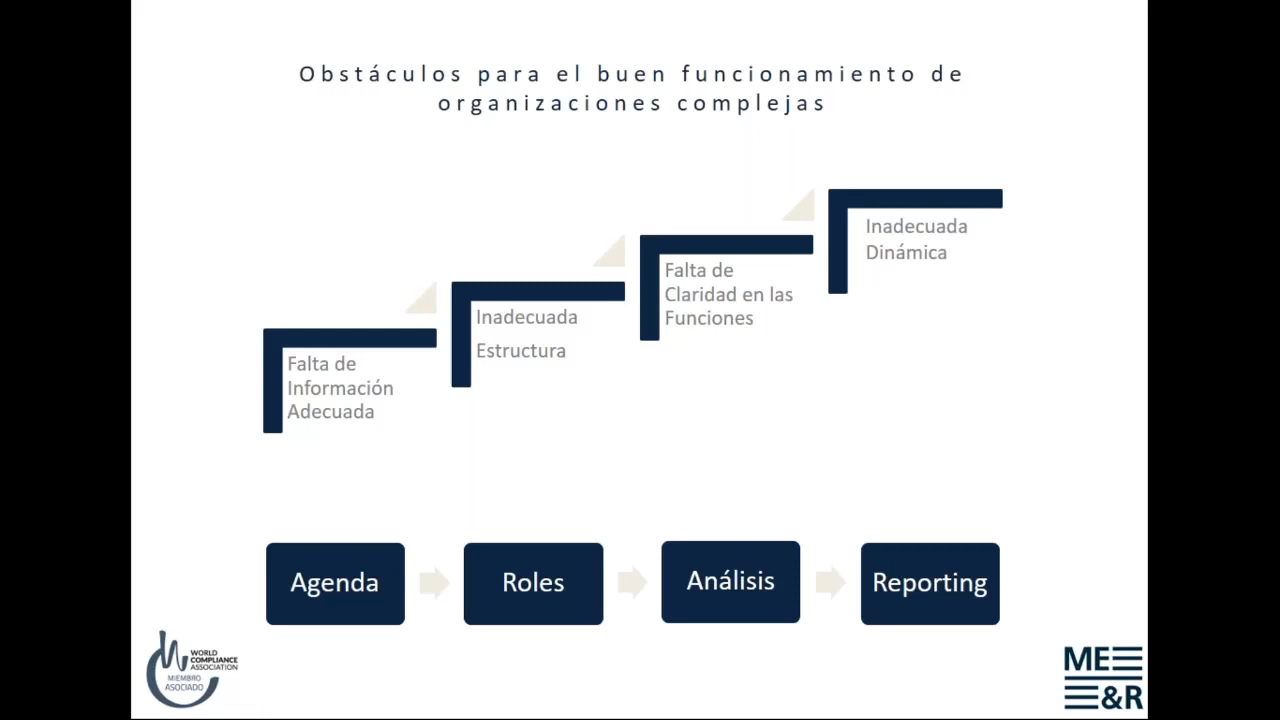 Obstáculos para el buen funcionamiento de
organizaciones complejas
Falta de
Información
Adecuada
Inadecuada
Estructura
Falta de
Claridad en las
Funciones
Inadecuada
Dinámica
Agenda
Roles
Análisis
Reporting
WORLD
COMPLIANCE
ASSOCIATION
MIEMBRO
ASOCIADO
ME
&R